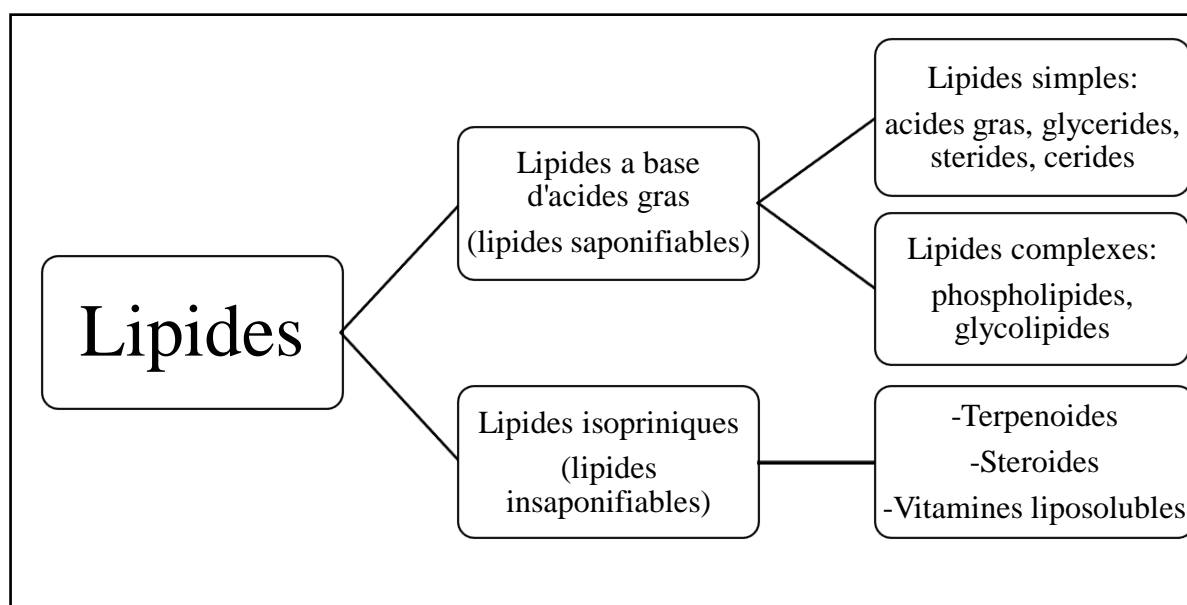 Lipides
Lipides a base
d'acides gras
(lipides saponifiables)
Lipides simples:
acides gras, glycerides,
sterides, cerides
Lipides complexes:
phospholipides,
glycolipides
Lipides isopriniques
(lipides
insaponifiables)
-Terpenoides
-Steroides
-Vitamines liposolubles